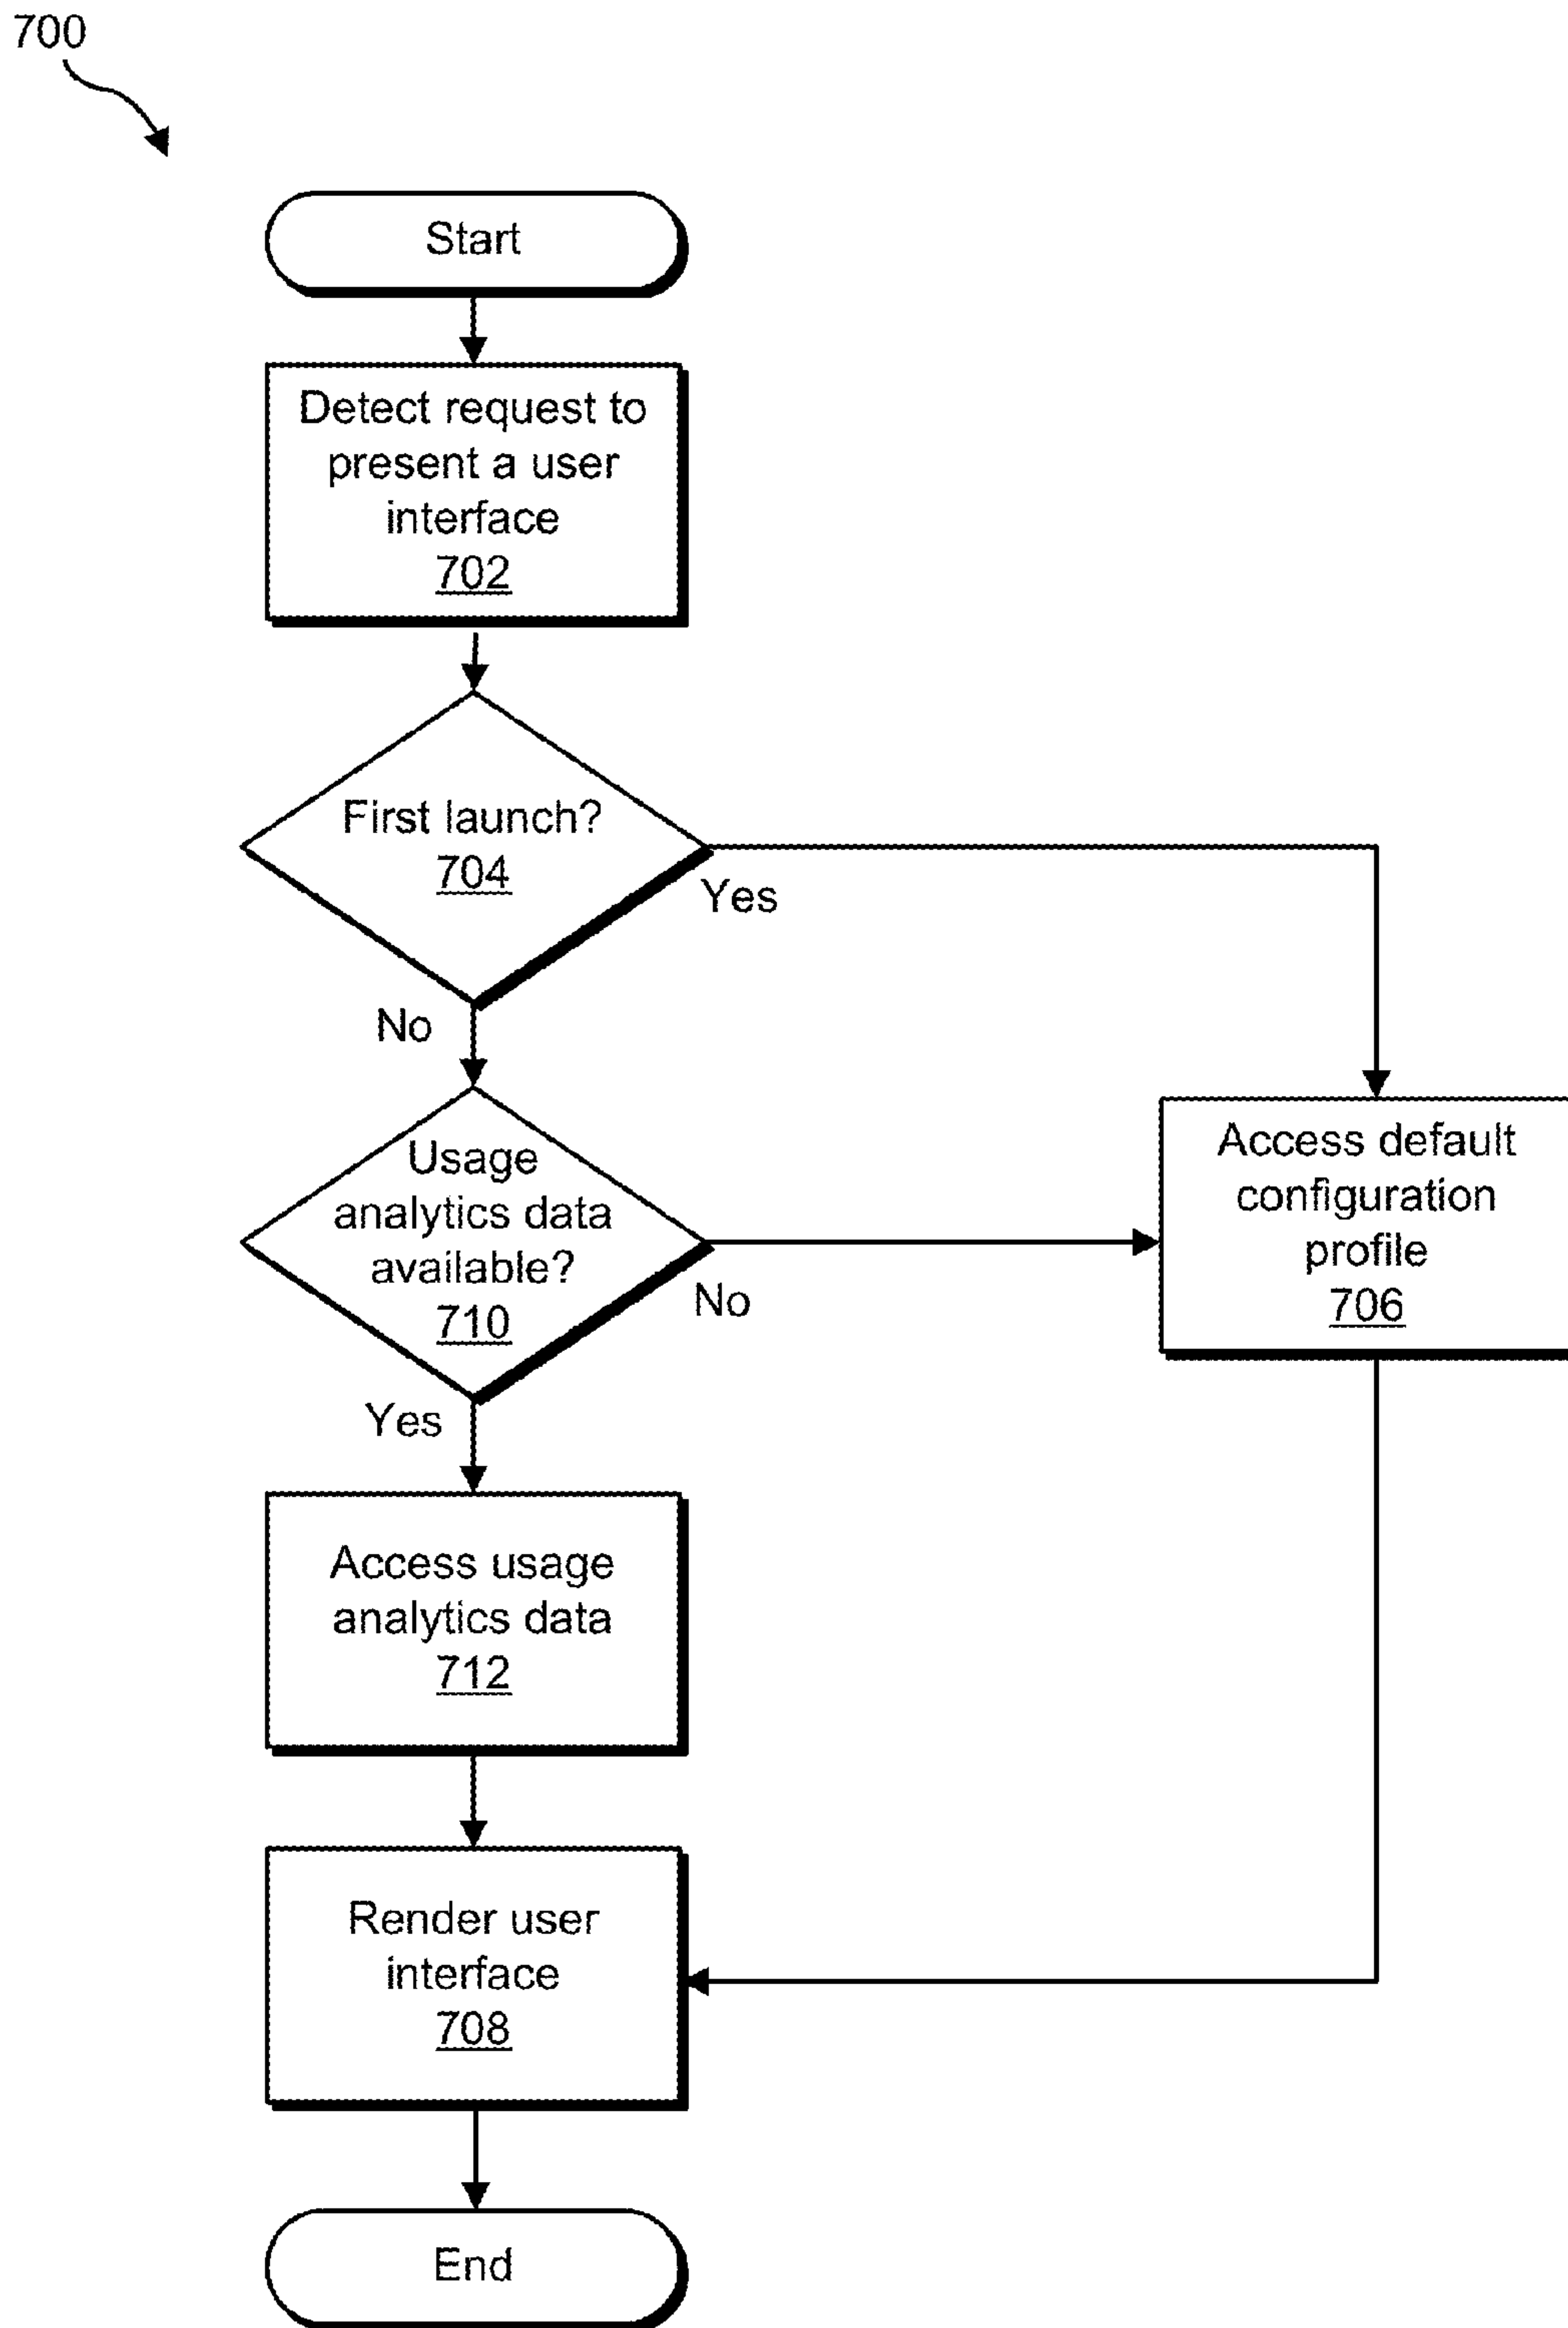 700
Start
Detect request to
present a user
interface
702
First launch?
704
Yes
No
Usage
analytics data
available?
710
No
Yes
Access default
configuration
profile
706
Access usage
analytics data
712
Render user
interface
708
End